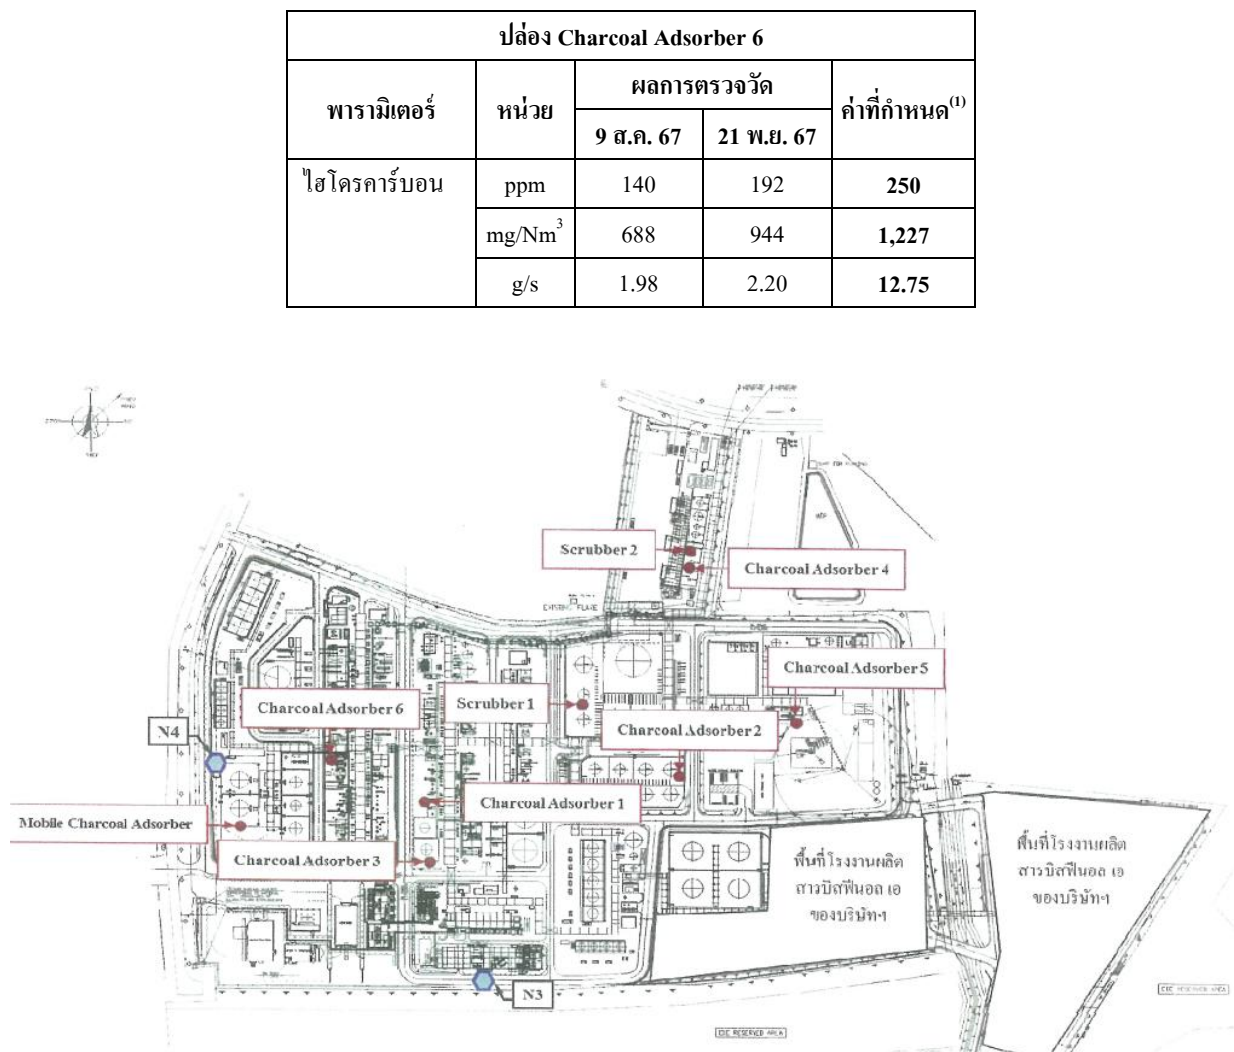 ปล่อง Charcoal Adsorber 6
พารามิเตอร์ หน่วย ผลการตรวจวัด ค่าที่กำหนด(1)
9 ส.ค. 67 21 พ.ย. 67
ไฮโดรคาร์บอน ppm 140 192 250
mg/Nm3 688 944 1,227
g/s 1.98 2.20 12.75
Scrubber 2
Charcoal Adsorber 4
EXISTING FLARE
Charcoal Adsorber 5
Charcoal Adsorber 6
Scrubber 1
N4
Charcoal Adsorber 2
Charcoal Adsorber 1
Mobile Charcoal Adsorber
Charcoal Adsorber 3
พื้นที่โรงงานผลิต
สารบิสฟีนอล เอ
ของบริษัทฯ
พื้นที่โรงงานผลิต
สารบิสฟีนอล เอ
ของบริษัทฯ
N3
EIE RESERVED AREA
EIE RESERVED AREA